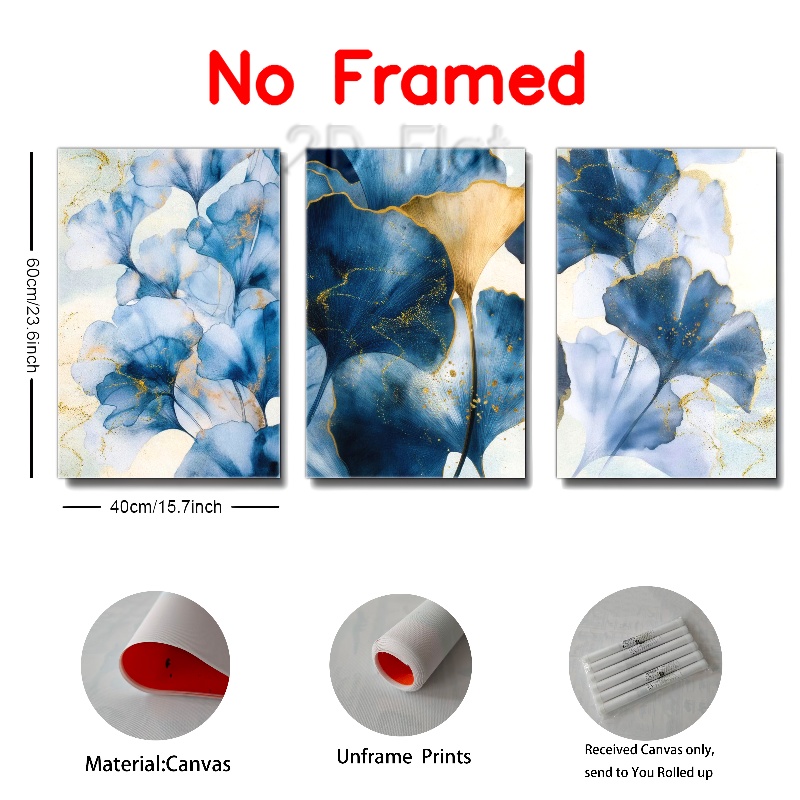 No Framed
2D Flat
60cm/23.6inch
40cm/15.7inch
Material:Canvas
Unframe Prints
Received Canvas only,
send to You Rolled up